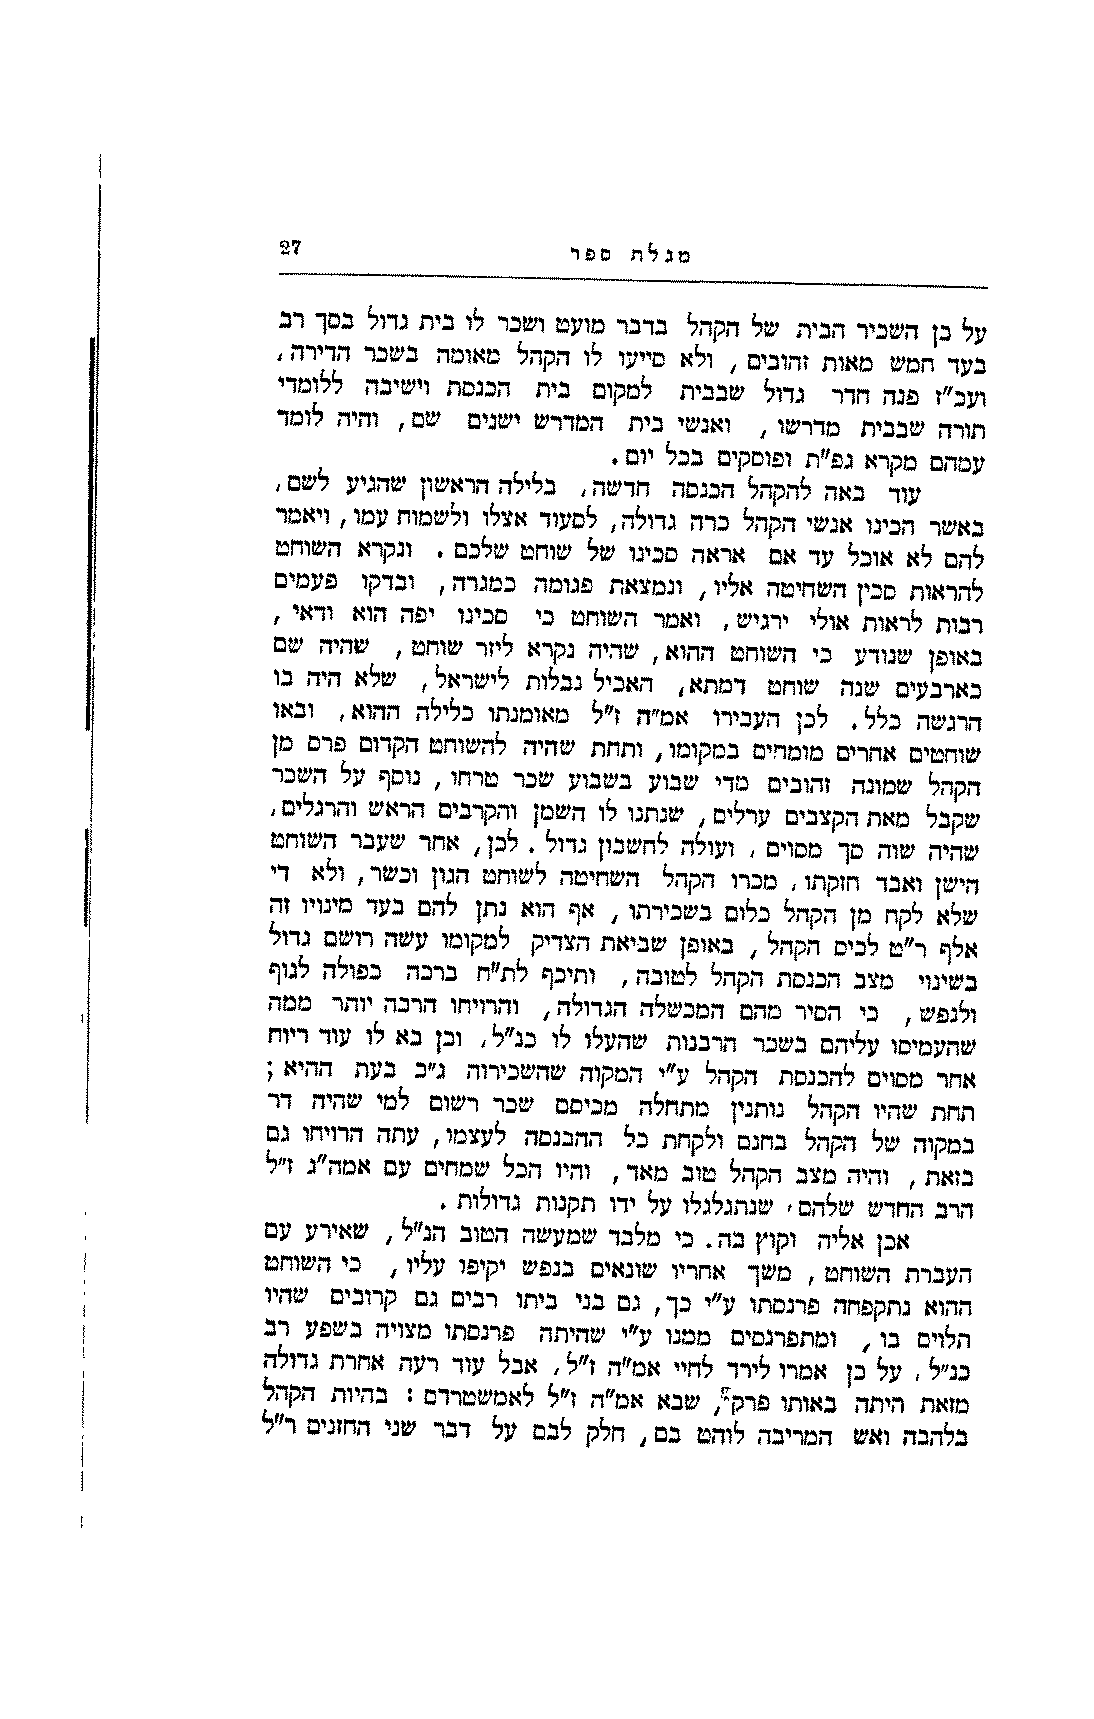 27
מגלת ספר
על כן השכיר הבית של הקהל בדבר מועט ושכר לו בית גדול בסך רב
בעד חמש מאות זהובים, ולא סייעו לו הקהל מאומה בשכר הדירה,
ועכ"ז פנה חדר גדול שבבית למקום בית הכנסת וישיבה ללומדי
תורה שבבית מדרשו, ואנשי בית המדרש ישנים שם, והיה לומד
עמהם מקרא גפ"ת ופוסקים בכל יום.
עוד באה להקהל הכנסה חדשה, בלילה הראשון שהגיע לשם,
באשר הכינו אנשי הקהל כרה גדולה, לסעוד אצלו ולשמוח עמו, ויאמר
להם לא אוכל עד אם אראה סכינו של שוחט שלכם. ונקרא השוחט
להראות סכין השחיטה אליו, ונמצאת פגומה כמגרה, ובדקו פעמים
רבות לראות אולי ירגיש, ואמר השוחט כי סכינו יפה הוא ודאי,
באופן שנודע כי השוחט ההוא, שהיה נקרא ליזר שוחט, שהיה שם
כארבעים שנה שוחט דמתא, האכיל נבלות לישראל, שלא היה בו
הרגשה כלל. לכן העבירו אמ"ה ז"ל מאומנתו כלילה ההוא, ובאו
שוחטים אחרים מומחים במקומו, ותחת שהיה להשוחט הקדום פרס מן
הקהל שמונה זהובים מדי שבוע בשבוע שכר טרחו, נוסף על השכר
שקבל מאת הקצבים ערלים, שנתנו לו השמן והקרבים הראש והרגלים,
שהיה שוה סך מסוים, ועולה לחשבון גדול. לכן, אחר שעבר השוחט
הישן ואבד חזקתו, מכרו הקהל השחיטה לשוחט הגון וכשר, ולא די
שלא לקח מן הקהל כלום בשכירתו, אף הוא נתן להם בעד מינויו זה
אלף ר"ט לכיס הקהל, באופן שביאת הצדיק למקומו עשה רושם גדול
בשינוי מצב הכנסת הקהל לטובה, ותיכף לת"ח ברכה כפולה לגוף
ולנפש, כי הסיר מהם המכשלה הגדולה, והרויחו הרבה יותר ממה
שהעמיסו עליהם בשכר הרבנות שהעלו לו כנ"ל, וכן בא לו עוד ריוח
אחר מסוים להכנסת הקהל ע"י המקוה שהשכירוה ג"כ בעת ההיא;
תחת שהיו הקהל נותנין מתחלה מכיסם שכר רשום למי שהיה דר
במקוה של הקהל בחנם ולקחת כל ההכנסה לעצמו, עתה הרויחו גם
בזאת, והיה מצב הקהל טוב מאד, והיו הכל שמחים עם אמה"ג ז"ל
הרב החדש שלהם, שנתגלגלו על ידו תקנות גדולות.
אכן אליה וקוץ בה. כי מלבד שמעשה הטוב הנ"ל, שאירע עם
העברת השוחט, משך אחריו שונאים בנפש יקיפו עליו, כי השוחט
ההוא נתקפחה פרנסתו ע"י כך, גם בני ביתו רבים גם קרובים שהיו
תלוים בו, ומתפרנסים ממנו ע"י שהיתה פרנסתו מצויה בשפע רב
כנ"ל, על כן אמרו לירד לחיי אמ"ה ז"ל, אבל עוד רעה אחרת גדולה
מזאת היתה באותו פרק, שבא אמ"ה ז"ל לאמשטרדם: בהיות הקהל
בלהבה ואש המריבה לוהט בם, חלק לבם על דבר שני החזנים ר"ל